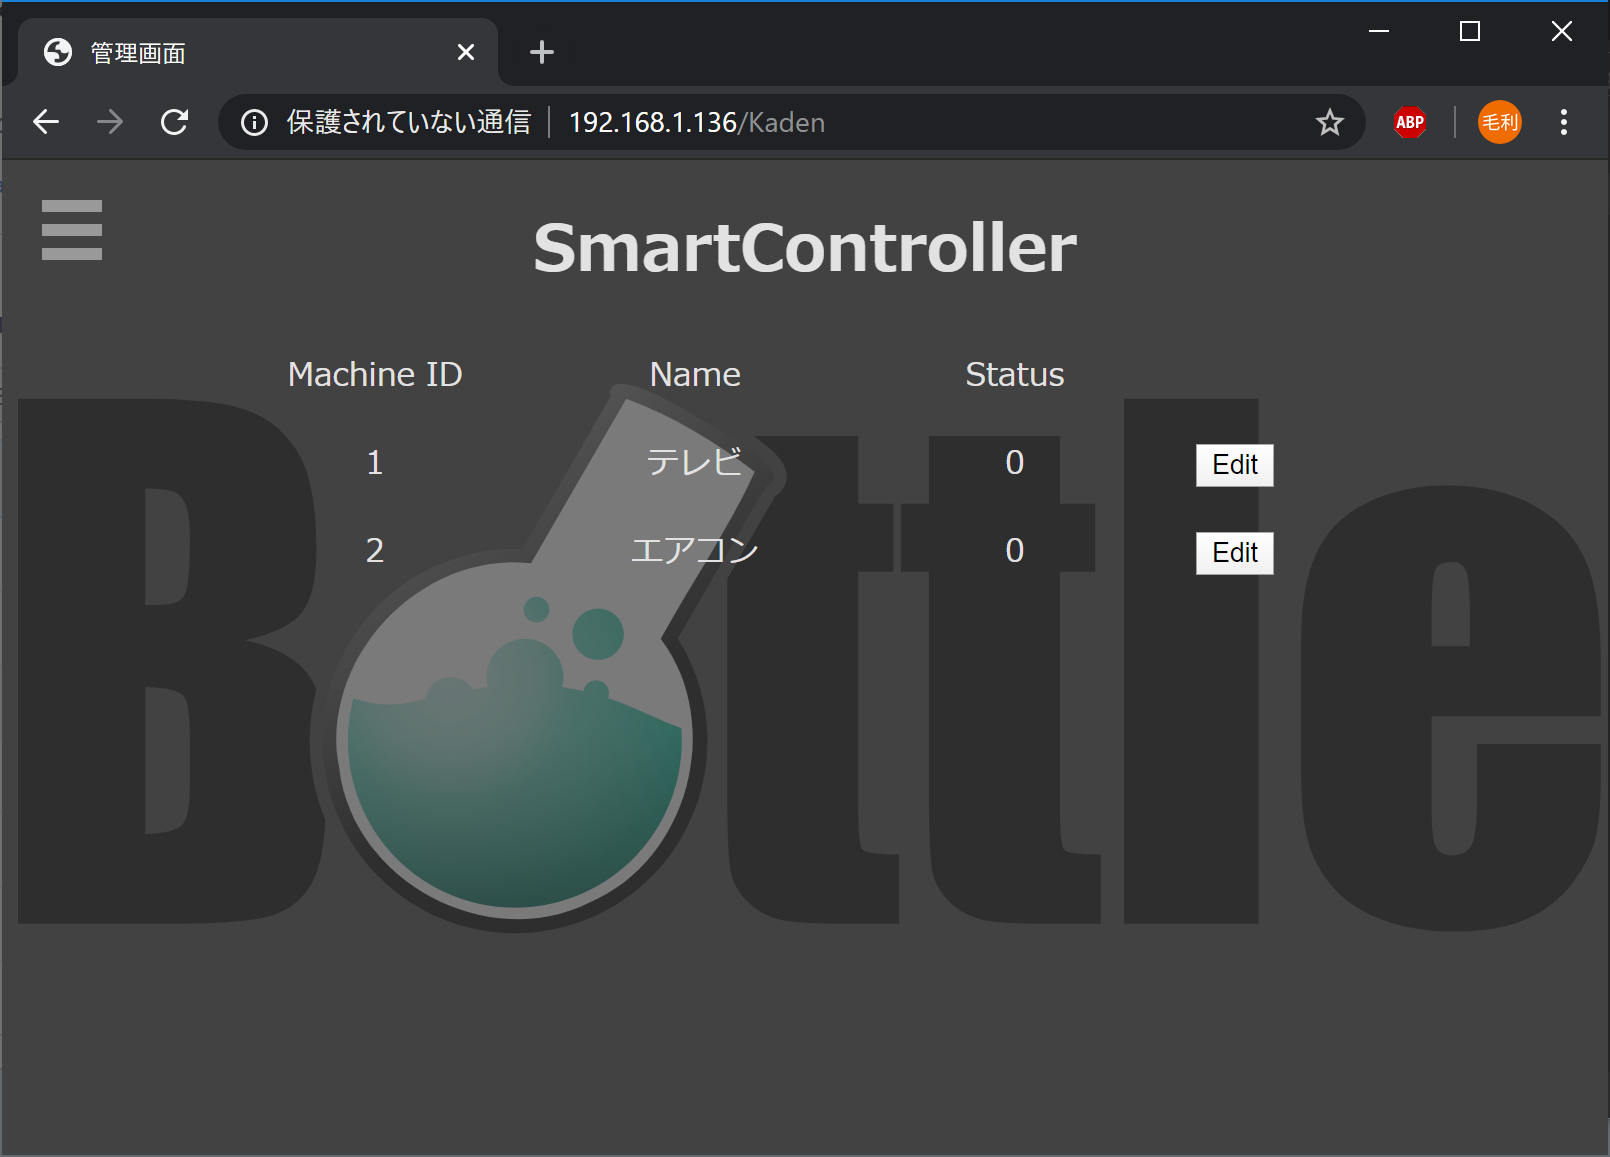 管理画面
保護されていない通信 192.168.1.136/Kaden
ABP
毛利
SmartController
Machine ID Name Status
1 テレビ 0 Edit
2 エアコン 0 Edit
Bottle